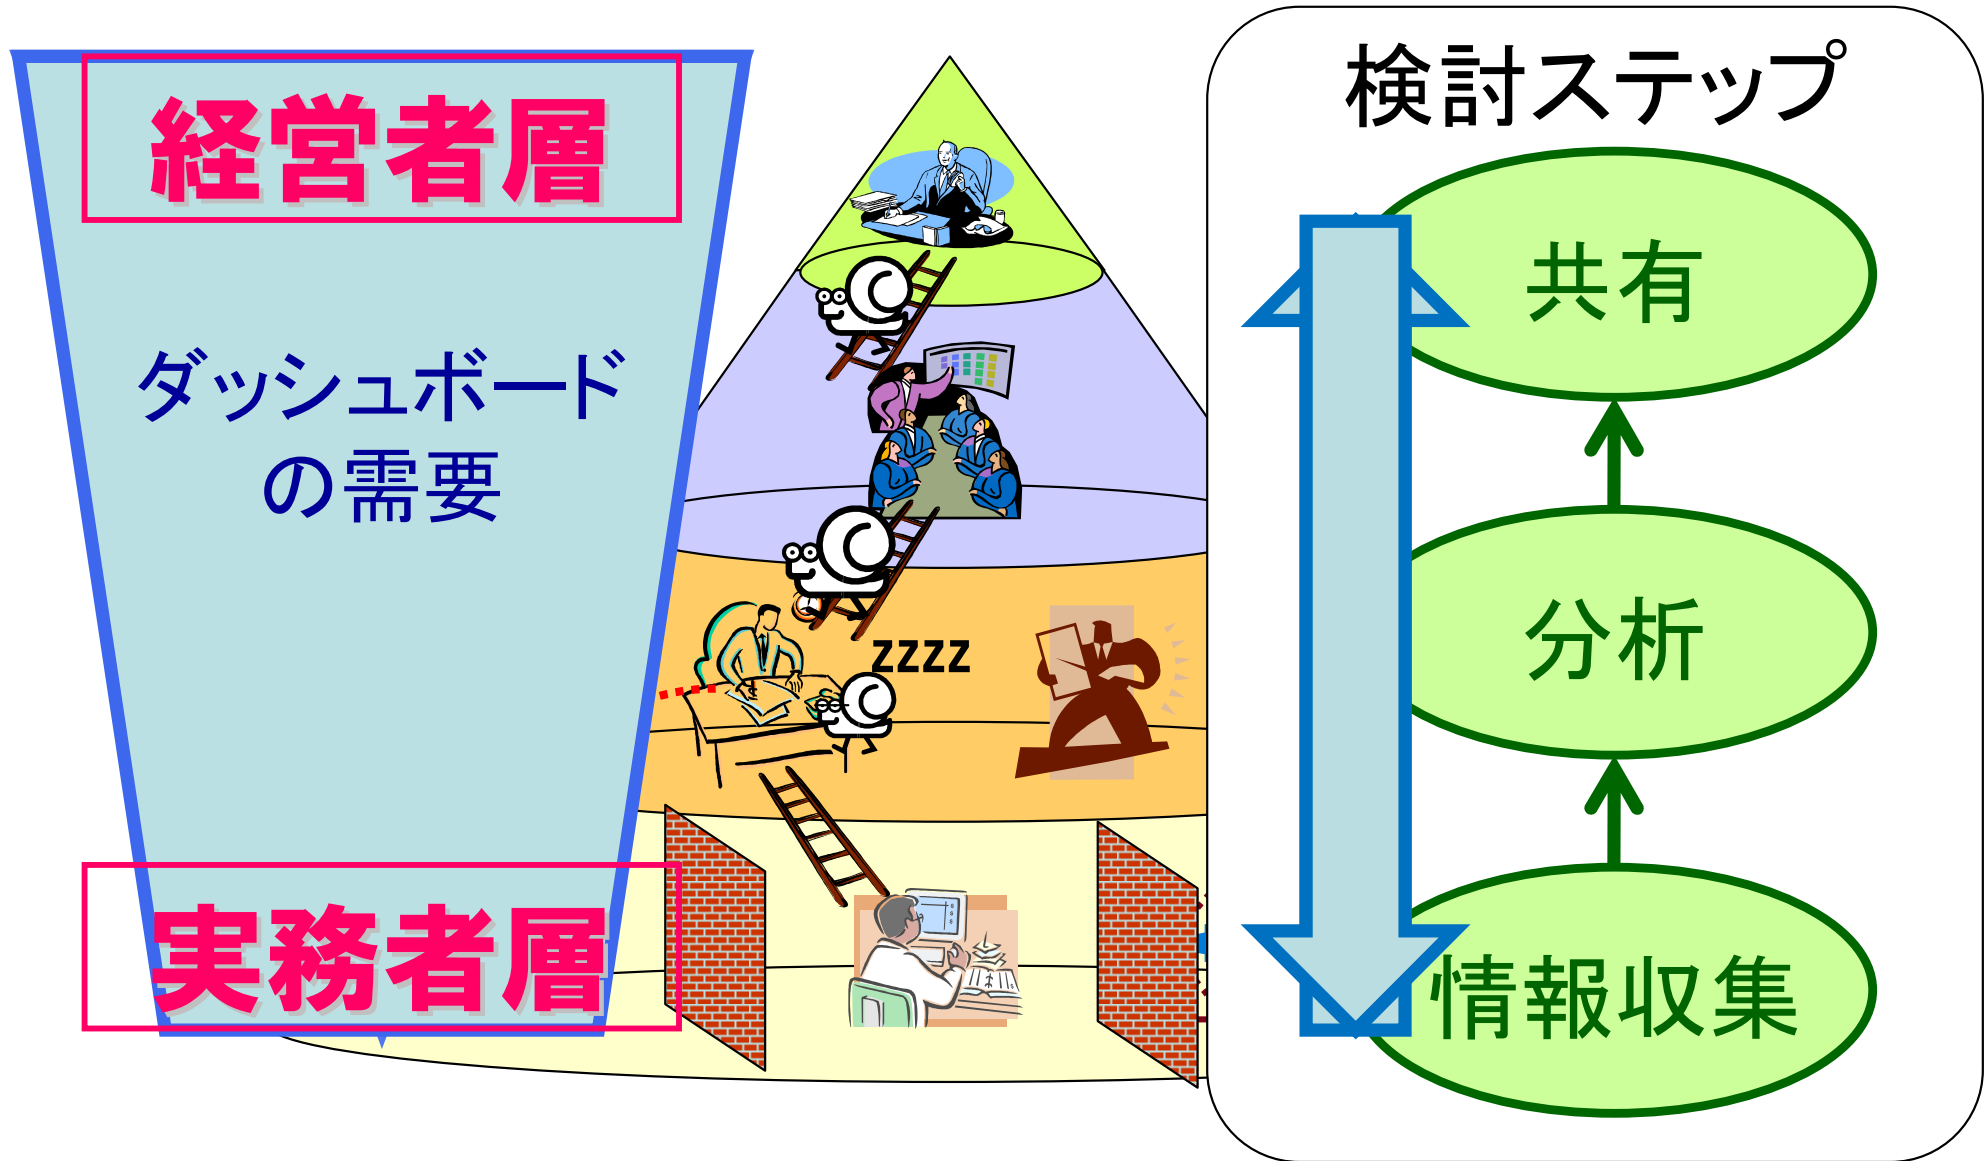 経営者層
ダッシュボード
の需要
実務者層
zzzz
検討ステップ
共有
分析
情報収集